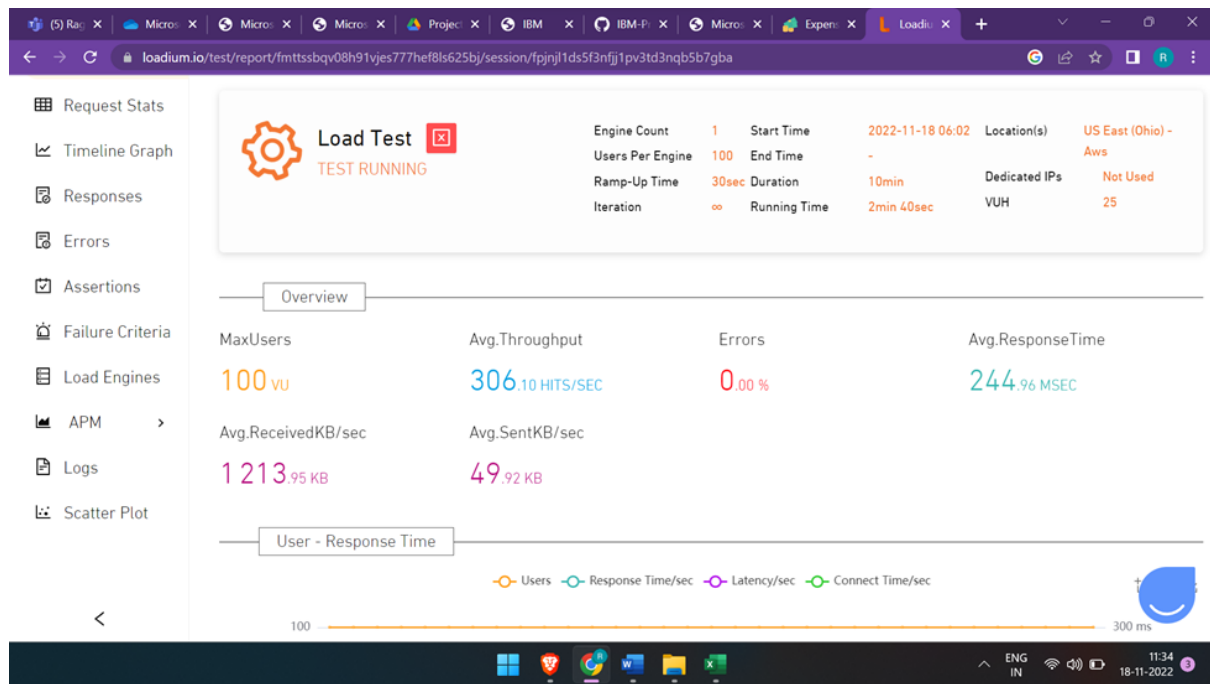 (5) Rag
Micros
Micros
Micros
Project
IBM
IBM-Pr
Micros
Expens
Loadiu
loadium.io/test/report/fmttssbqv08h91vjes777hef8ls625bj/session/fpjnjl1ds5f3nfjj1pv3td3nqb5b7gba
R
Request Stats
Timeline Graph
Responses
Errors
Assertions
Failure Criteria
Load Engines
APM
Logs
Scatter Plot
Load Test
TEST RUNNING
Engine Count 1 Start Time 2022-11-18 06:02 Location(s) US East (Ohio) -
Aws
Users Per Engine 100 End Time -
Ramp-Up Time 30sec Duration 10min Dedicated IPs Not Used
Iteration ∞ Running Time 2min 40sec VUH 25
Overview
MaxUsers Avg.Throughput Errors Avg.ResponseTime
100 VU 306.10 HITS/SEC 0.00 % 244.96 MSEC
Avg.ReceivedKB/sec Avg.SentKB/sec
1 213.95 KB 49.92 KB
User - Response Time
Users Response Time/sec Latency/sec Connect Time/sec
100 300 ms
ENG
IN
11:34
18-11-2022
3